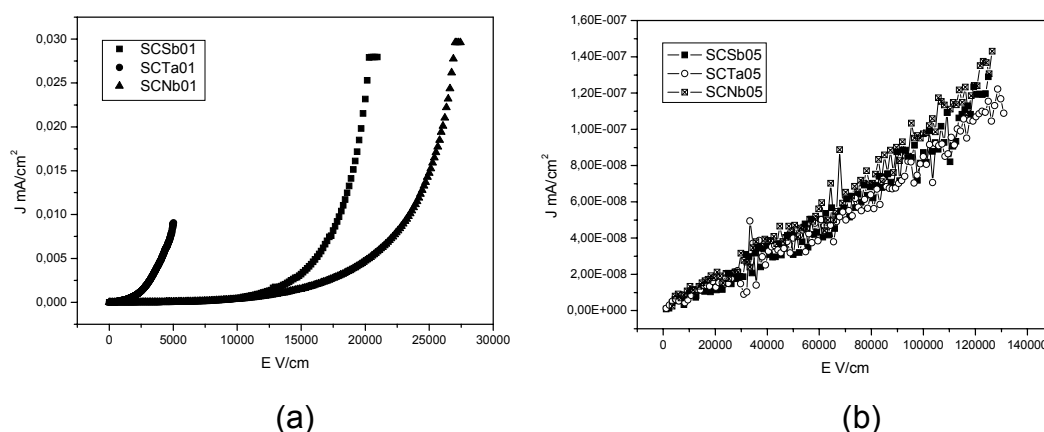 0,030
0,025
0,020
0,015
0,010
0,005
0,000
J mA/cm²
SCSb01
SCTa01
SCNb01
0 5000 10000 15000 20000 25000 30000
E V/cm
(a)
1,60E-007
1,40E-007
1,20E-007
1,00E-007
8,00E-008
6,00E-008
4,00E-008
2,00E-008
0,00E+000
J mA/cm²
SCSb05
SCTa05
SCNb05
0 20000 40000 60000 80000 100000 120000 140000
E V/cm
(b)